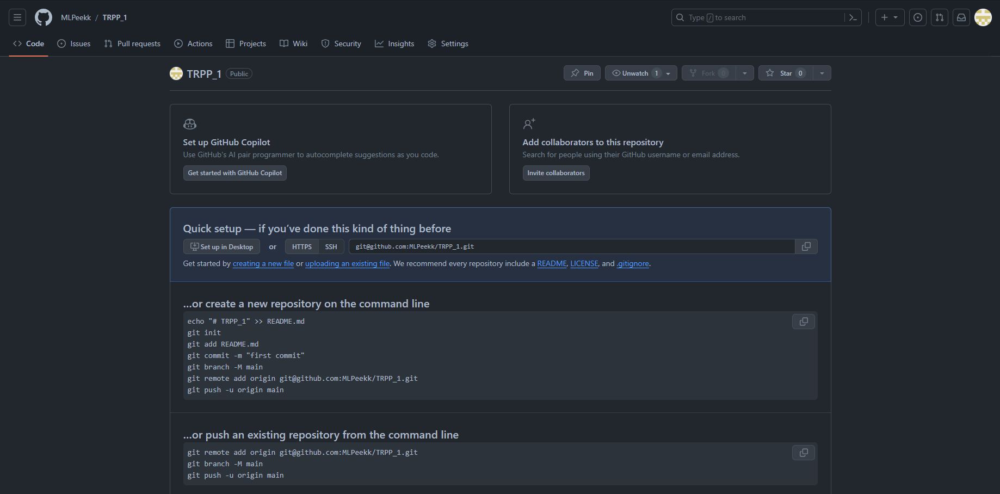 MLPeekk / TRPP_1
Type / to search
Code Issues Pull requests Actions Projects Wiki Security Insights Settings
TRPP_1 Public
Pin Unwatch 1 Fork 0 Star 0
Set up GitHub Copilot
Use GitHub's AI pair programmer to autocomplete suggestions as you code.
Get started with GitHub Copilot
Add collaborators to this repository
Search for people using their GitHub username or email address.
Invite collaborators
Quick setup — if you’ve done this kind of thing before
Set up in Desktop or HTTPS SSH git@github.com:MLPeekk/TRPP_1.git
Get started by creating a new file or uploading an existing file. We recommend every repository include a README, LICENSE, and .gitignore.
…or create a new repository on the command line
echo "# TRPP_1" >> README.md
git init
git add README.md
git commit -m "first commit"
git branch -M main
git remote add origin git@github.com:MLPeekk/TRPP_1.git
git push -u origin main
…or push an existing repository from the command line
git remote add origin git@github.com:MLPeekk/TRPP_1.git
git branch -M main
git push -u origin main